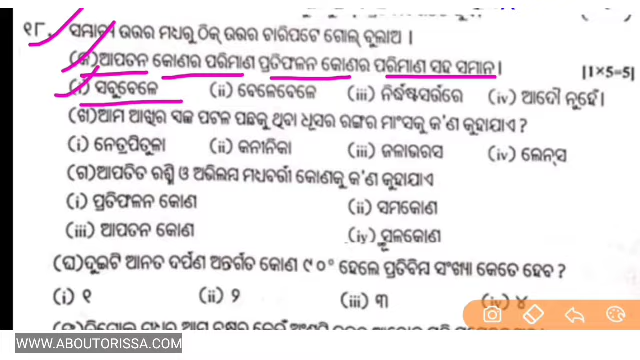 ୧୮. ସମ୍ଭାବ୍ୟ ଉତ୍ତର ମଧ୍ୟରୁ ଠିକ୍ ଉତ୍ତର ଚାରିପଟେ ଗୋଲ୍ ବୁଲାଅ ।
(କ) ଆପତନ କୋଣର ପରିମାଣ ପ୍ରତିଫଳନ କୋଣର ପରିମାଣ ସହ ସମାନ ।
|1×5=5|
(i) ସବୁବେଳେ (ii) ବେଳେବେଳେ (iii) ନିର୍ଦ୍ଧିଷ୍ଟସର୍ତ୍ତରେ (iv) ଆଦୌ ନୁହେଁ ।
(ଖ) ଆମ ଆଖିର ସ୍ୱଚ୍ଛ ପଟଳ ପଛକୁ ଥିବା ଧୂସର ରଙ୍ଗର ମାଂସକୁ କ'ଣ କୁହାଯାଏ ?
(i) ନେତ୍ରପିତୁଳା (ii) କନୀନିକା (iii) ଜଳାଭରସ (iv) ଲେନ୍ସ
(ଗ) ଆପତିତ ରଶ୍ମି ଓ ଅଭିଲମ୍ବ ମଧ୍ୟବର୍ତ୍ତୀ କୋଣକୁ କ'ଣ କୁହାଯାଏ
(i) ପ୍ରତିଫଳନ କୋଣ (ii) ସମକୋଣ
(iii) ଆପତନ କୋଣ (iv) ସ୍ଥୂଳକୋଣ
(ଘ) ଦୁଇଟି ଆନତ ଦର୍ପଣ ଅନ୍ତର୍ଗତ କୋଣ ୯୦° ହେଲେ ପ୍ରତିବିମ୍ବ ସଂଖ୍ୟା କେତେ ହେବ ?
(i) ୧ (ii) ୨ (iii) ୩ (iv) ୪
WWW.ABOUTORISSA.COM